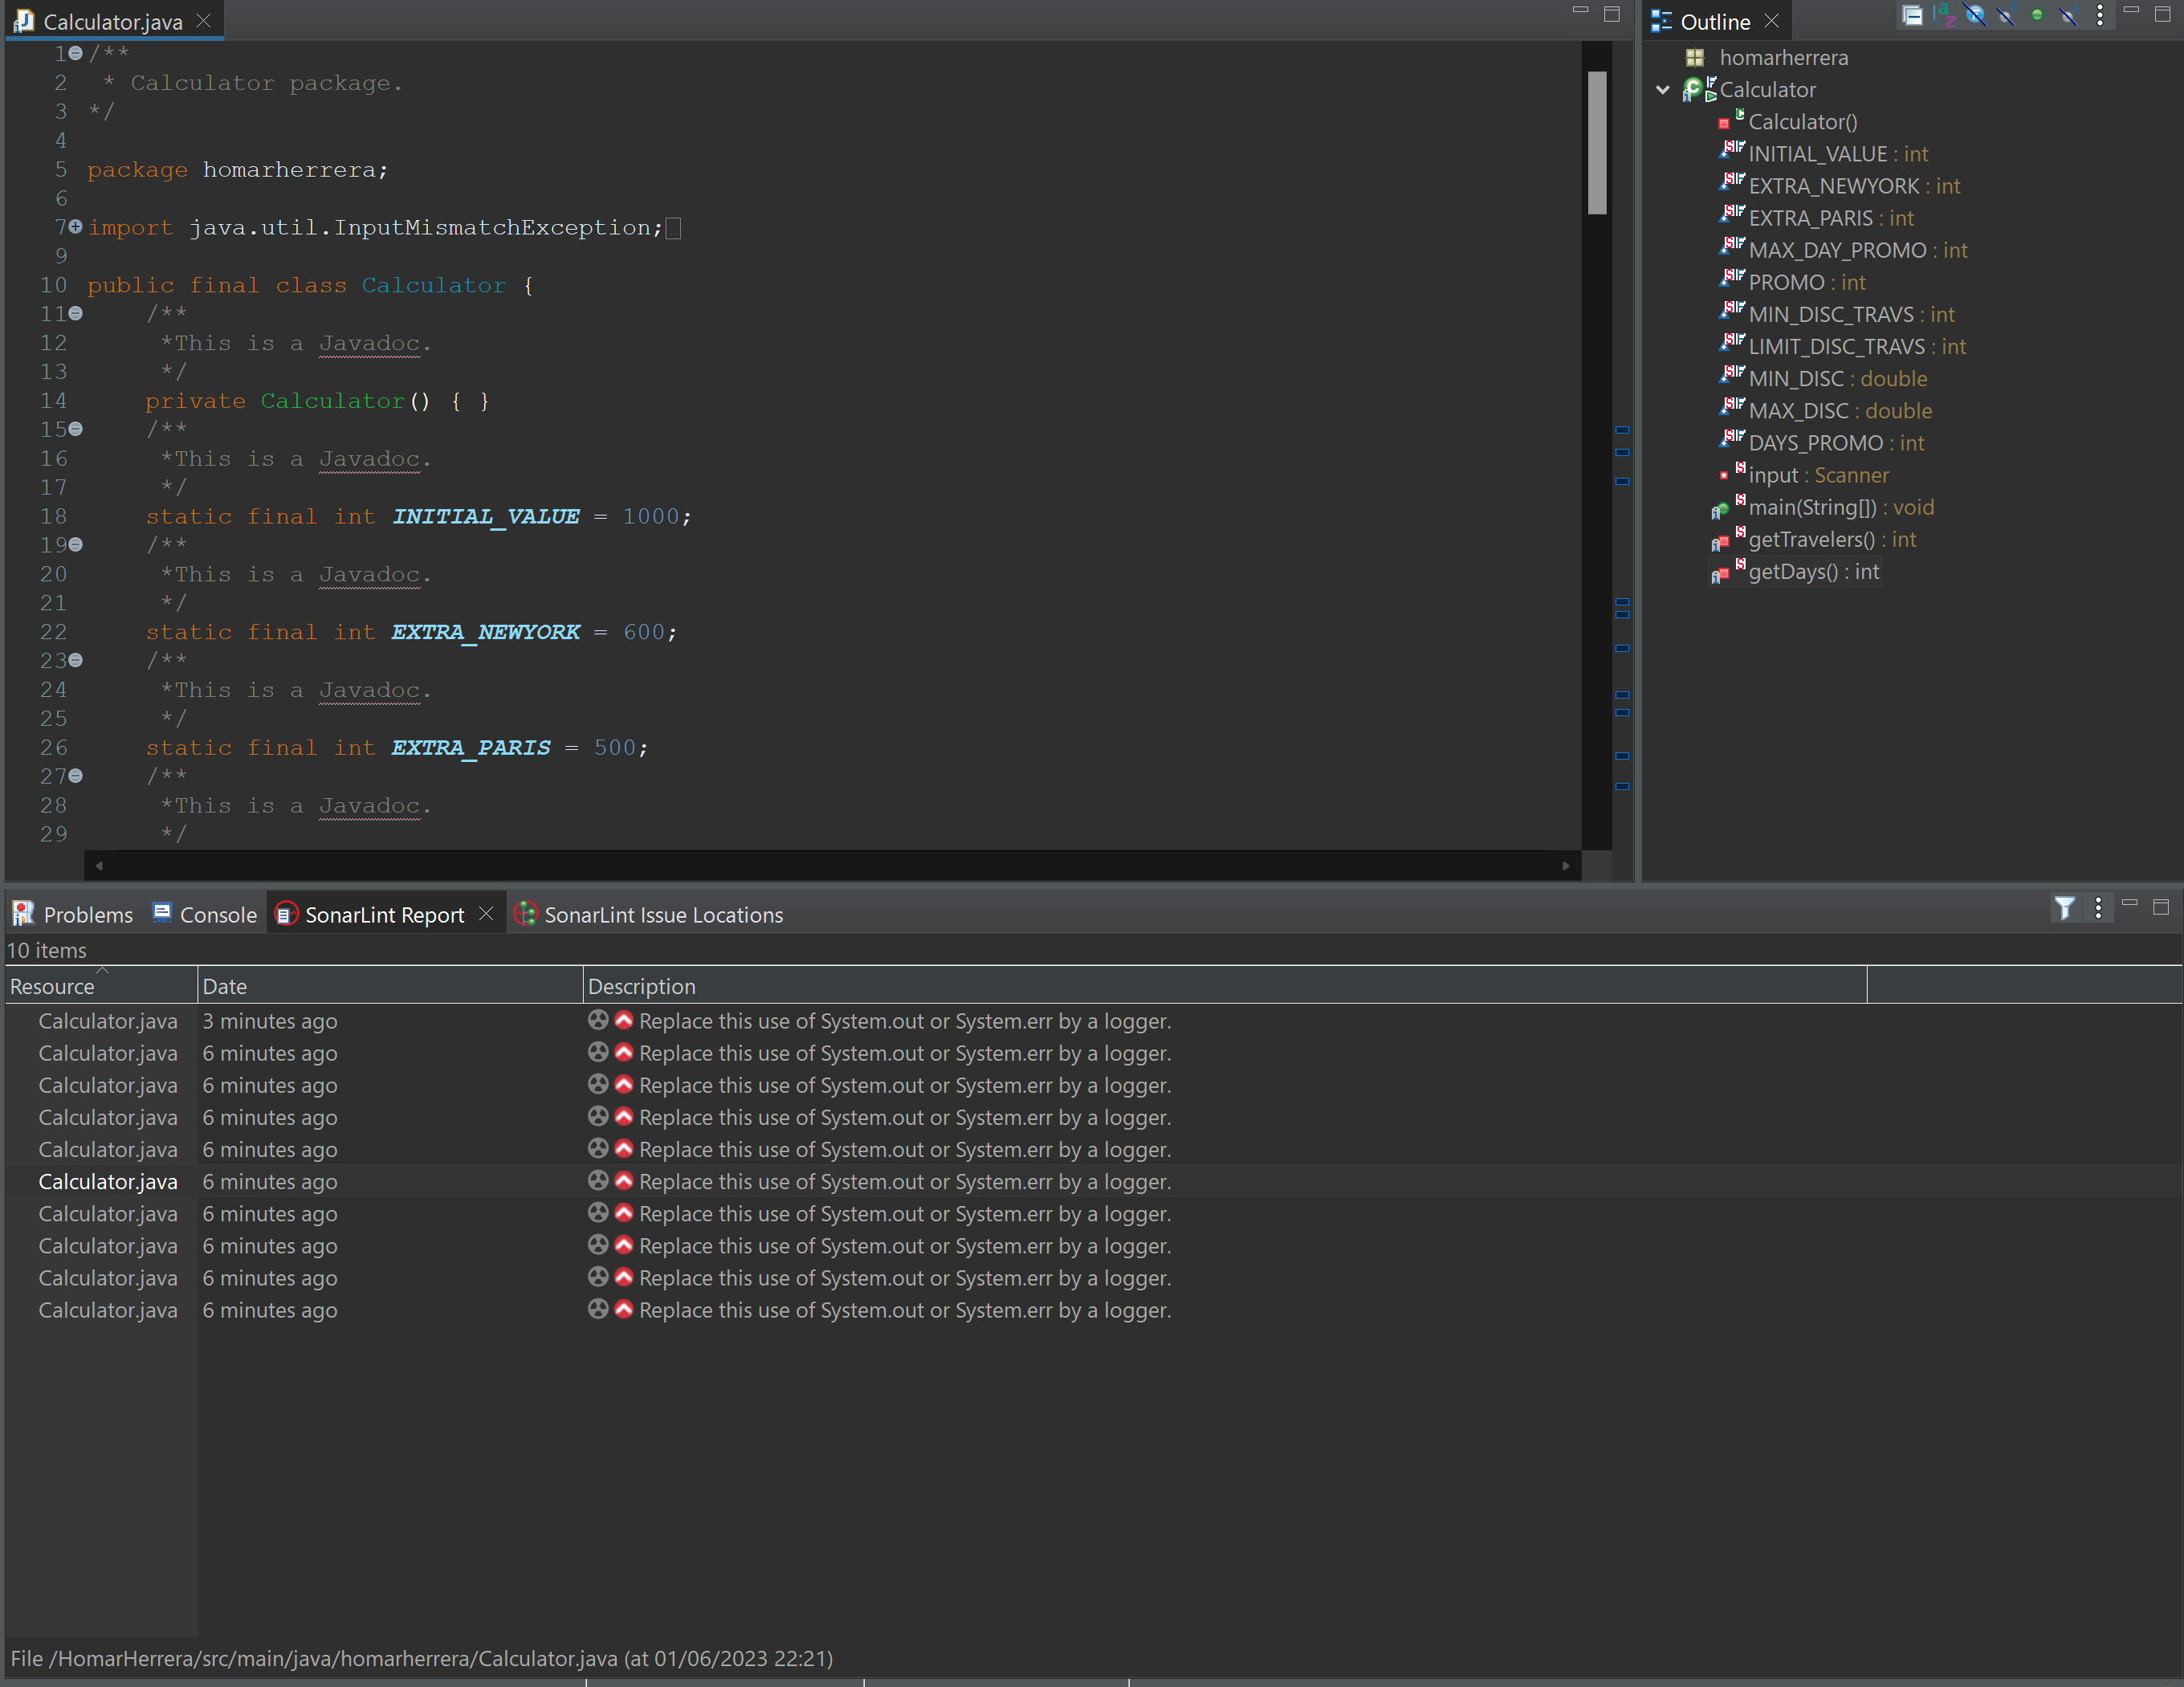 Calculator.java
1 /**
2 * Calculator package.
3 */
4
5 package homarherrera;
6
7 import java.util.InputMismatchException;
9
10 public final class Calculator {
11 /**
12 *This is a Javadoc.
13 */
14 private Calculator() { }
15 /**
16 *This is a Javadoc.
17 */
18 static final int INITIAL_VALUE = 1000;
19 /**
20 *This is a Javadoc.
21 */
22 static final int EXTRA_NEWYORK = 600;
23 /**
24 *This is a Javadoc.
25 */
26 static final int EXTRA_PARIS = 500;
27 /**
28 *This is a Javadoc.
29 */
Outline
homarherrera
Calculator
Calculator()
INITIAL_VALUE : int
EXTRA_NEWYORK : int
EXTRA_PARIS : int
MAX_DAY_PROMO : int
PROMO : int
MIN_DISC_TRAVS : int
LIMIT_DISC_TRAVS : int
MIN_DISC : double
MAX_DISC : double
DAYS_PROMO : int
input : Scanner
main(String[]) : void
getTravelers() : int
getDays() : int
Problems Console SonarLint Report SonarLint Issue Locations
10 items
Resource Date Description
Calculator.java 3 minutes ago Replace this use of System.out or System.err by a logger.
Calculator.java 6 minutes ago Replace this use of System.out or System.err by a logger.
Calculator.java 6 minutes ago Replace this use of System.out or System.err by a logger.
Calculator.java 6 minutes ago Replace this use of System.out or System.err by a logger.
Calculator.java 6 minutes ago Replace this use of System.out or System.err by a logger.
Calculator.java 6 minutes ago Replace this use of System.out or System.err by a logger.
Calculator.java 6 minutes ago Replace this use of System.out or System.err by a logger.
Calculator.java 6 minutes ago Replace this use of System.out or System.err by a logger.
Calculator.java 6 minutes ago Replace this use of System.out or System.err by a logger.
Calculator.java 6 minutes ago Replace this use of System.out or System.err by a logger.
File /HomarHerrera/src/main/java/homarherrera/Calculator.java (at 01/06/2023 22:21)